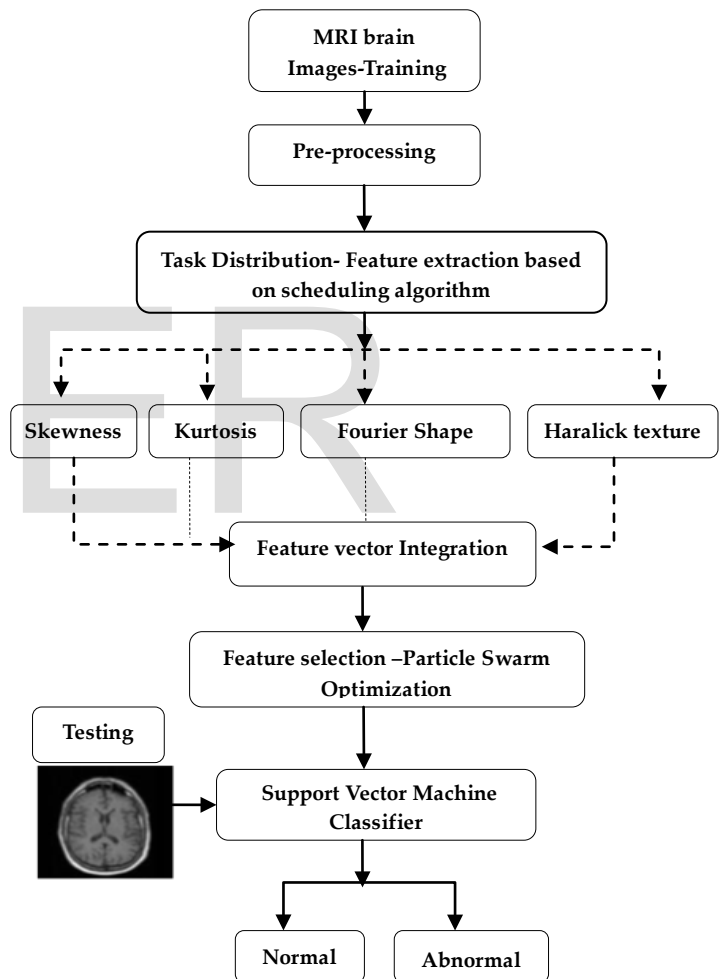 MRI brain
Images-Training
Pre-processing
Task Distribution- Feature extraction based
on scheduling algorithm
ER
Skewness
Kurtosis
Fourier Shape
Haralick texture
Feature vector Integration
Feature selection –Particle Swarm
Optimization
Testing
Support Vector Machine
Classifier
Normal
Abnormal